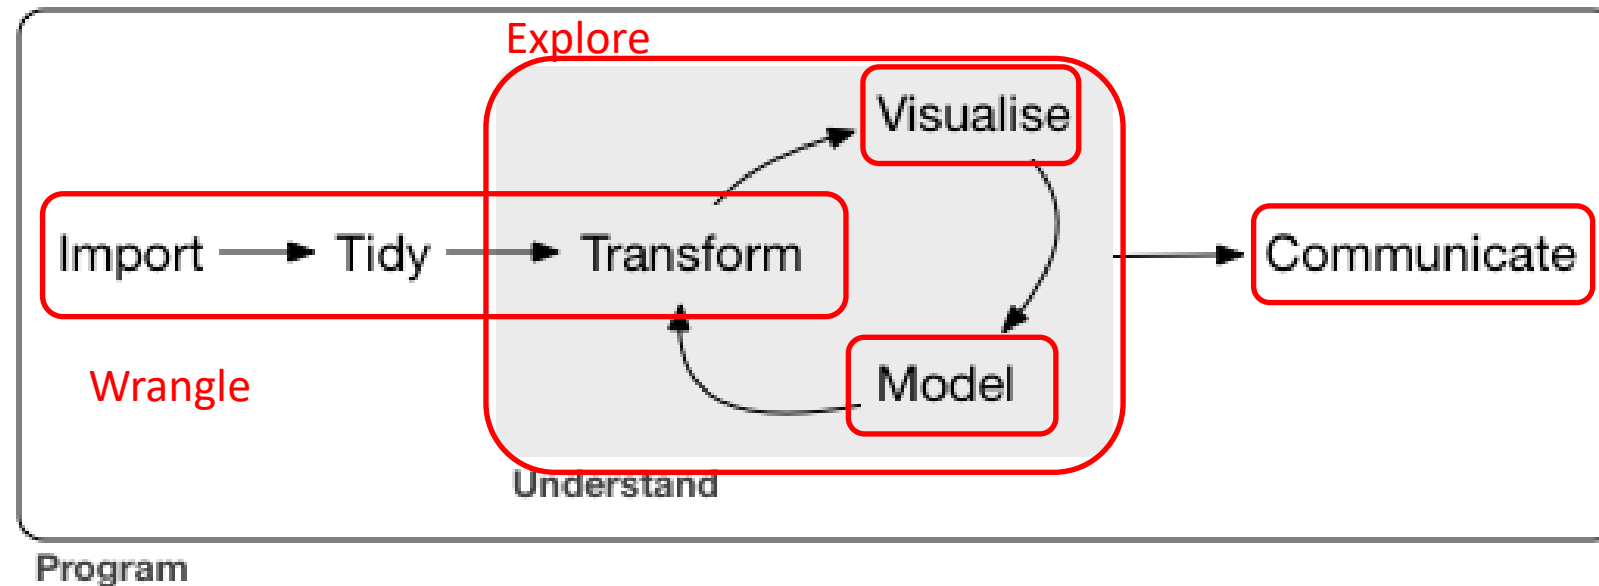 Explore
Visualise
Import
Tidy
Transform
Communicate
Wrangle
Model
Understand
Program